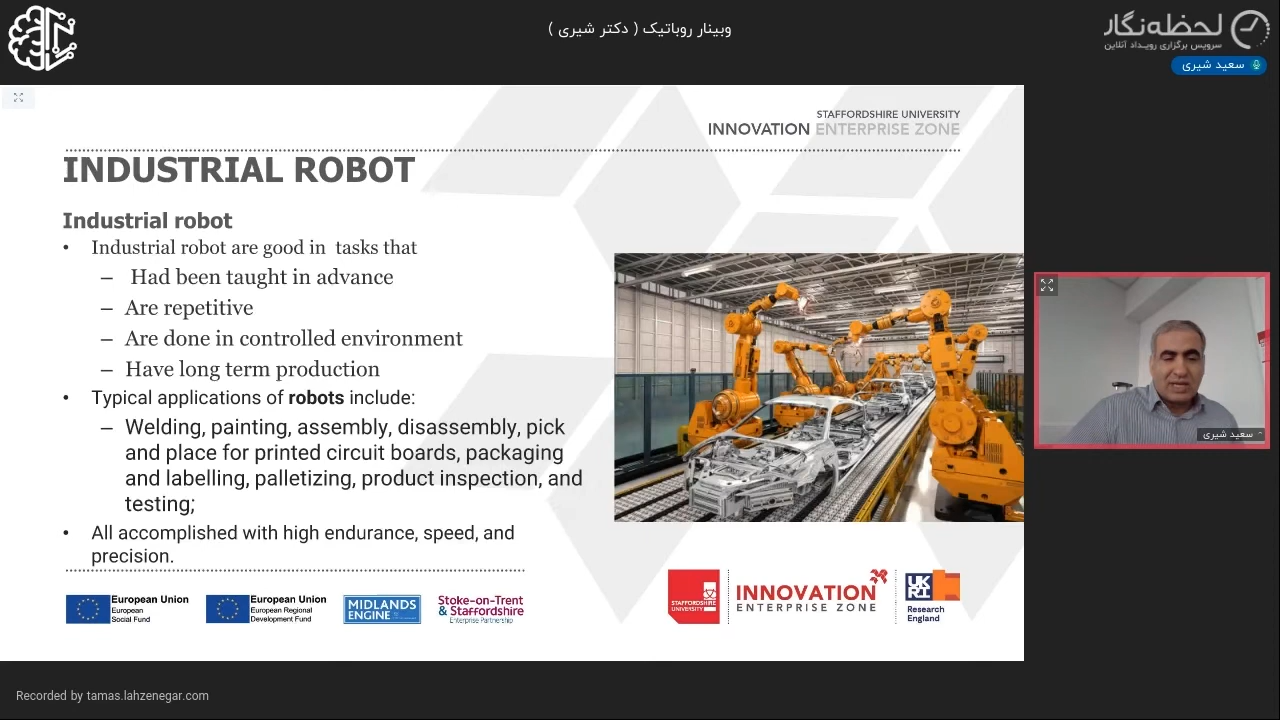 وبینار روباتیک ( دکتر شیری )
لحظه‌نگار
سرویس برگزاری رویـداد آنلاین
سعید شیری
STAFFORDSHIRE UNIVERSITY
INNOVATION ENTERPRISE ZONE
INDUSTRIAL ROBOT
Industrial robot
• Industrial robot are good in tasks that
– Had been taught in advance
– Are repetitive
– Are done in controlled environment
– Have long term production
• Typical applications of robots include:
– Welding, painting, assembly, disassembly, pick
and place for printed circuit boards, packaging
and labelling, palletizing, product inspection, and
testing;
• All accomplished with high endurance, speed, and
precision.
سعید شیری
European Union
European
Social Fund
European Union
European Regional
Development Fund
MIDLANDS
ENGINE
Stoke-on-Trent
& Staffordshire
Enterprise Partnership
STAFFORDSHIRE
UNIVERSITY
INNOVATION
ENTERPRISE ZONE
UK
RI
Research
England
Recorded by tamas.lahzenegar.com